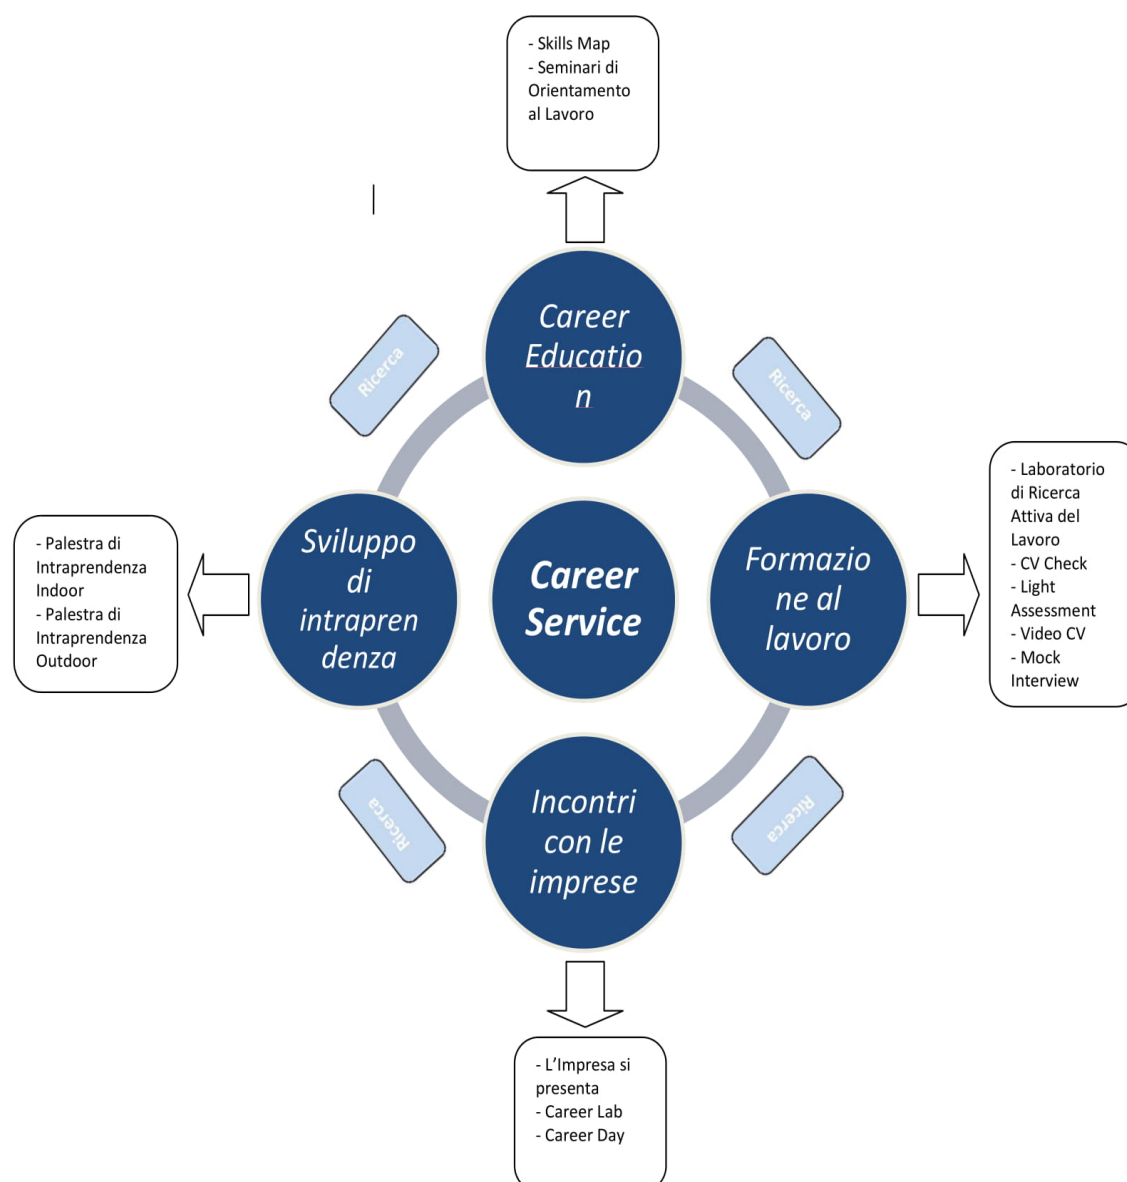 - Skills Map
- Seminari di
Orientamento
al Lavoro
Career
Educatio
n
Ricerca
Ricerca
- Laboratorio
di Ricerca
Attiva del
Lavoro
- CV Check
- Light
Assessment
- Video CV
- Mock
Interview
- Palestra di
Intraprendenza
Indoor
- Palestra di
Intraprendenza
Outdoor
Sviluppo
di
intrapren
denza
Career
Service
Formazio
ne al
lavoro
Ricerca
Ricerca
Incontri
con le
imprese
- L’Impresa si
presenta
- Career Lab
- Career Day